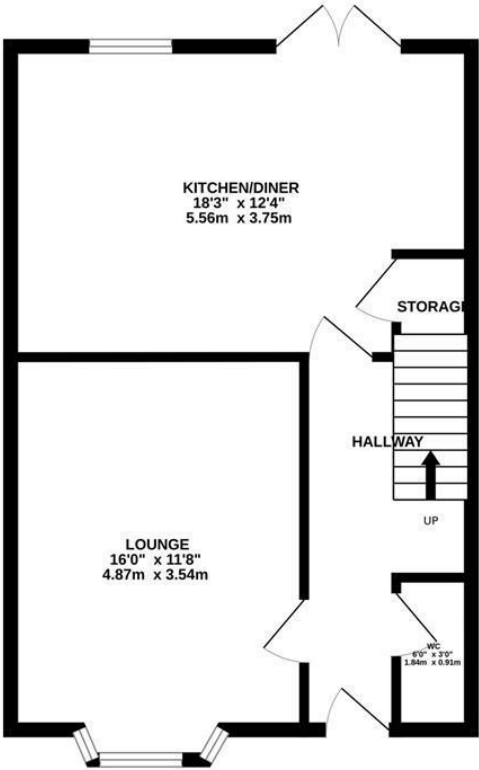 KITCHEN/DINER
18'3" x 12'4"
5.56m x 3.75m
STORAGE
HALLWAY
UP
LOUNGE
16'0" x 11'8"
4.87m x 3.54m
WC
6'0" x 3'0"
1.84m x 0.91m